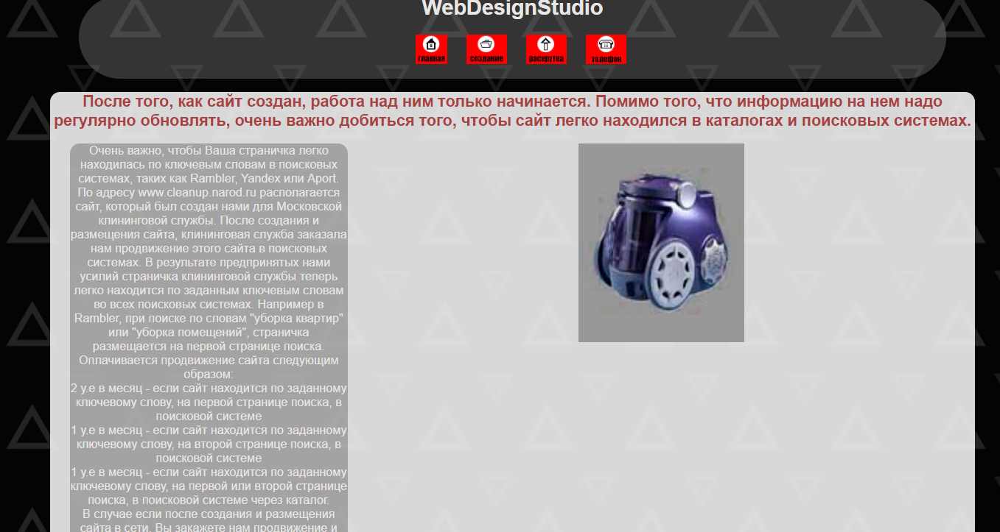 WebDesignStudio
главная создание раскрутка телефон
После того, как сайт создан, работа над ним только начинается. Помимо того, что информацию на нем надо
регулярно обновлять, очень важно добиться того, чтобы сайт легко находился в каталогах и поисковых системах.
Очень важно, чтобы Ваша страничка легко
находилась по ключевым словам в поисковых
системах, таких как Rambler, Yandex или Aport.
По адресу www.cleanup.narod.ru располагается
сайт, который был создан нами для Московской
клининговой службы. После создания и
размещения сайта, клининговая служба заказала
нам продвижение этого сайта в поисковых
системах. В результате предпринятых нами
усилий страничка клининговой службы теперь
легко находится по заданным ключевым словам
во всех поисковых системах. Например в
Rambler, при поиске по словам "уборка квартир"
или "уборка помещений", страничка
размещается на первой странице поиска.
Оплачивается продвижение сайта следующим
образом:
2 у.е в месяц - если сайт находится по заданному
ключевому слову, на первой странице поиска, в
поисковой системе
1 у.е в месяц - если сайт находится по заданному
ключевому слову, на второй странице поиска, в
поисковой системе
1 у.е в месяц - если сайт находится по заданному
ключевому слову, на первой или второй странице
поиска, в поисковой системе через каталог.
В случае если после создания и размещения
сайта в сети, Вы закажете нам продвижение и